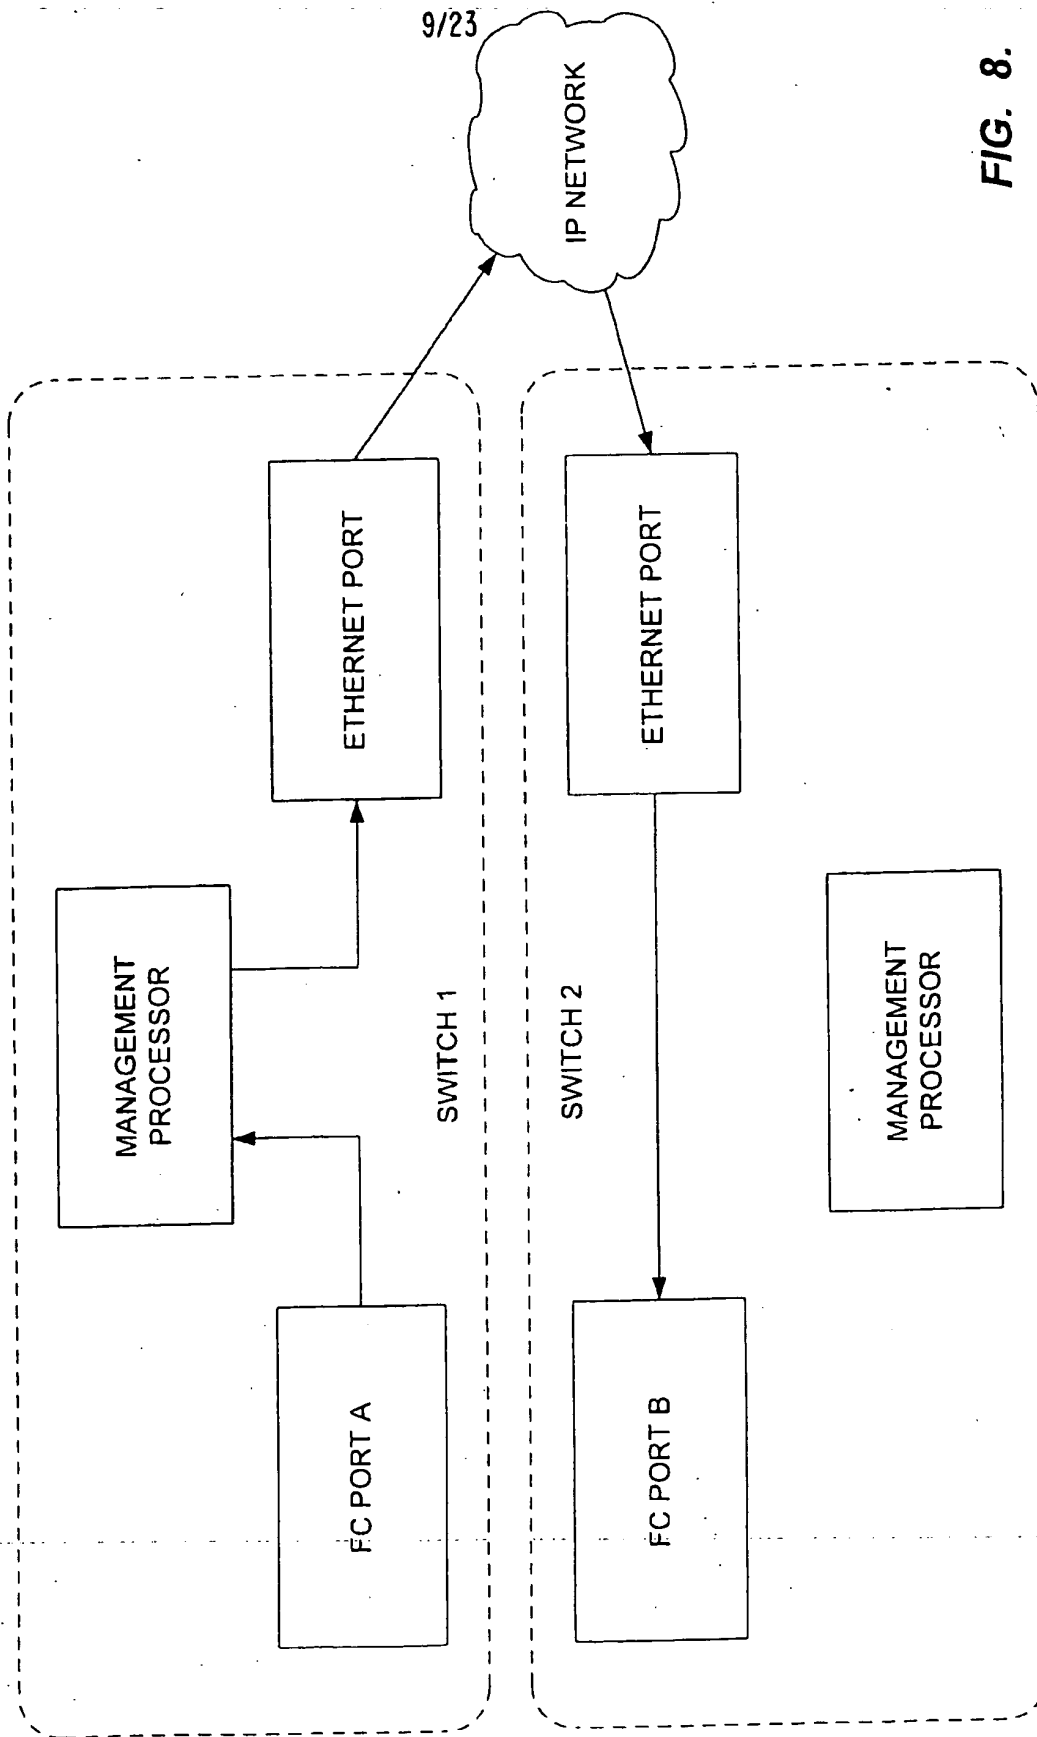 9/23
MANAGEMENT
PROCESSOR
FC PORT A
ETHERNET PORT
SWITCH 1
IP NETWORK
SWITCH 2
FC PORT B
ETHERNET PORT
MANAGEMENT
PROCESSOR
FIG. 8.